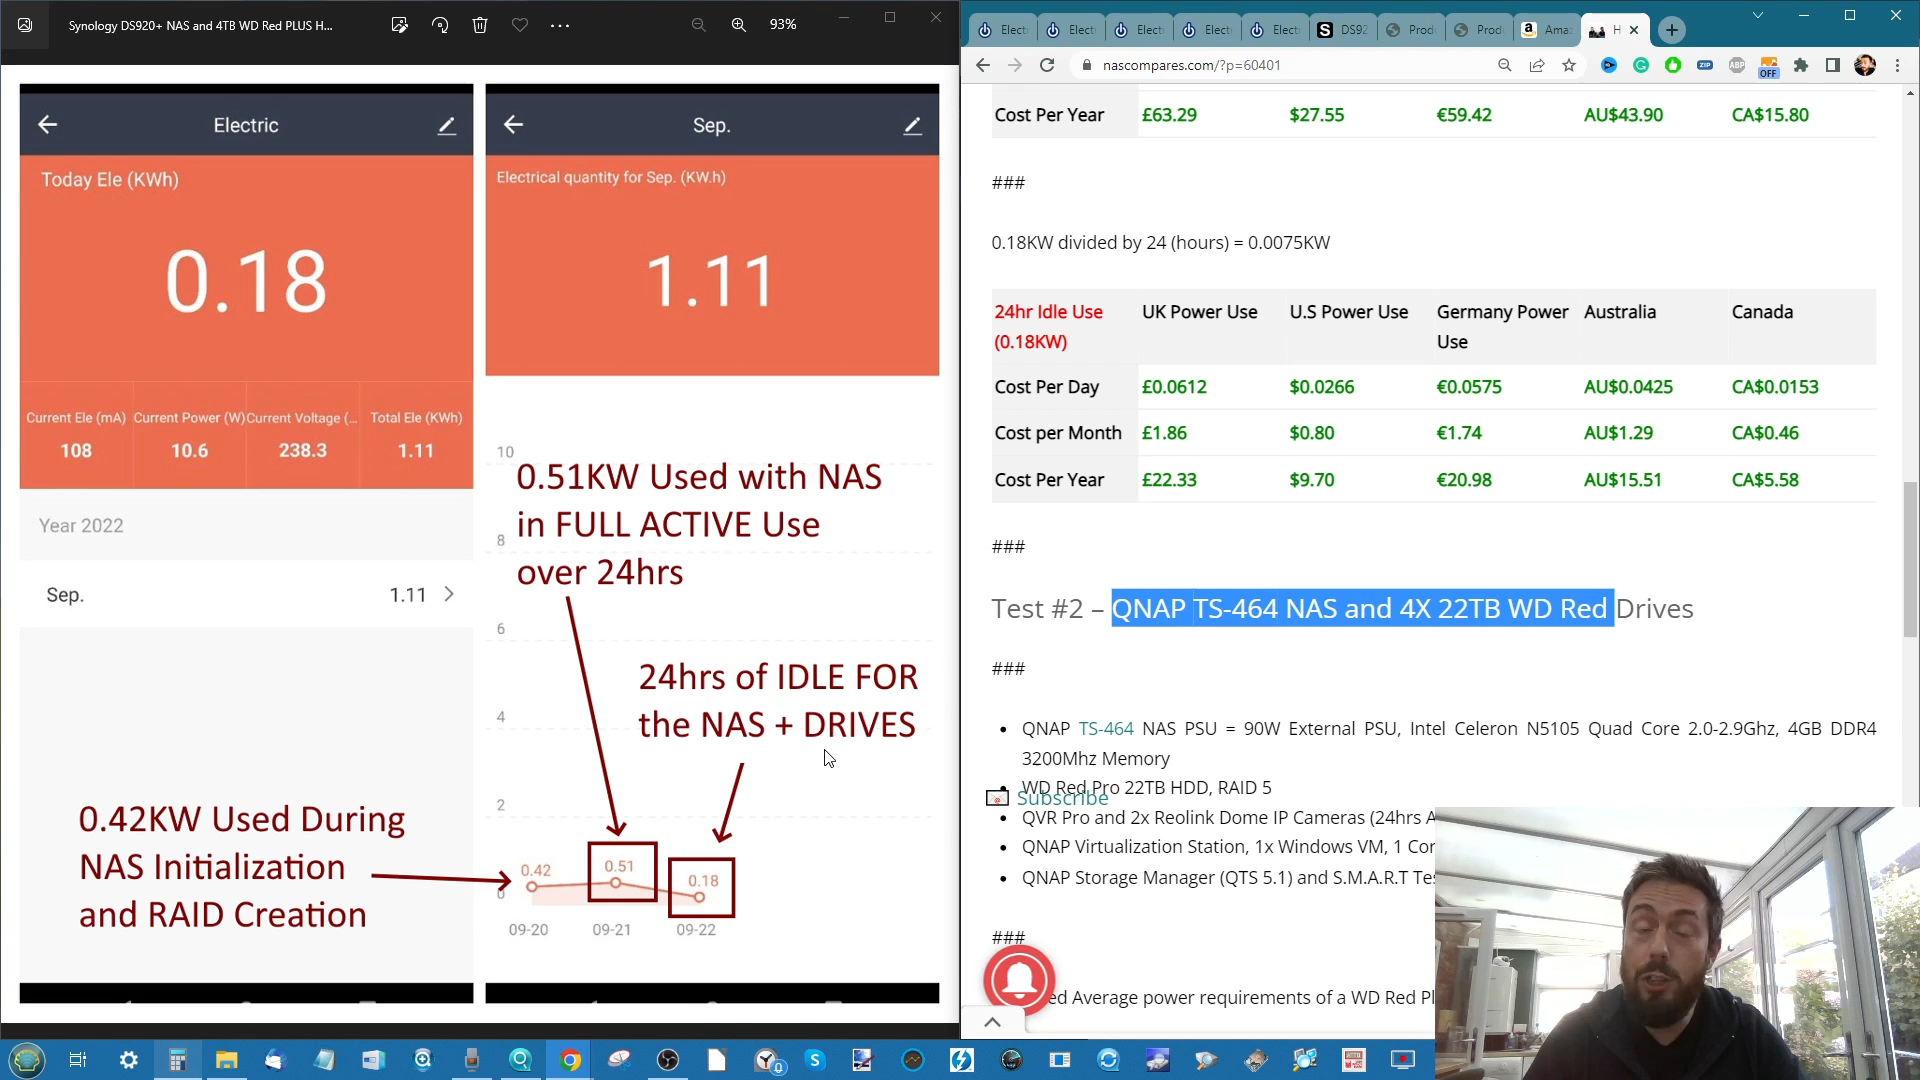 Synology DS920+ NAS and 4TB WD Red PLUS H...
93%
Electric
Today Ele (KWh)
0.18
Current Ele (mA)
Current Power (W)
Current Voltage (...
Total Ele (KWh)
108
10.6
238.3
1.11
Year 2022
Sep.
1.11
Sep.
Electrical quantity for Sep. (KW.h)
1.11
10
8
6
4
2
0
0.51KW Used with NAS
in FULL ACTIVE Use
over 24hrs
24hrs of IDLE FOR
the NAS + DRIVES
0.42KW Used During
NAS Initialization
and RAID Creation
0.42
0.51
0.18
09-20
09-21
09-22
Elect
Elect
Elect
Elect
Elect
DS92
Prod
Prod
Ama
H
nascompares.com/?p=60401
ZIP
ABP
OFF
Cost Per Year £63.29 $27.55 €59.42 AU$43.90 CA$15.80
###
0.18KW divided by 24 (hours) = 0.0075KW
24hr Idle Use
(0.18KW)
UK Power Use
U.S Power Use
Germany Power
Use
Australia
Canada
Cost Per Day £0.0612 $0.0266 €0.0575 AU$0.0425 CA$0.0153
Cost per Month £1.86 $0.80 €1.74 AU$1.29 CA$0.46
Cost Per Year £22.33 $9.70 €20.98 AU$15.51 CA$5.58
###
Test #2 – QNAP TS-464 NAS and 4X 22TB WD Red Drives
###
QNAP TS-464 NAS PSU = 90W External PSU, Intel Celeron N5105 Quad Core 2.0-2.9Ghz, 4GB DDR4
3200Mhz Memory
WD Red Pro 22TB HDD, RAID 5
Subscribe
QVR Pro and 2x Reolink Dome IP Cameras (24hrs A
QNAP Virtualization Station, 1x Windows VM, 1 Cor
QNAP Storage Manager (QTS 5.1) and S.M.A.R.T Te
###
ed Average power requirements of a WD Red Pl